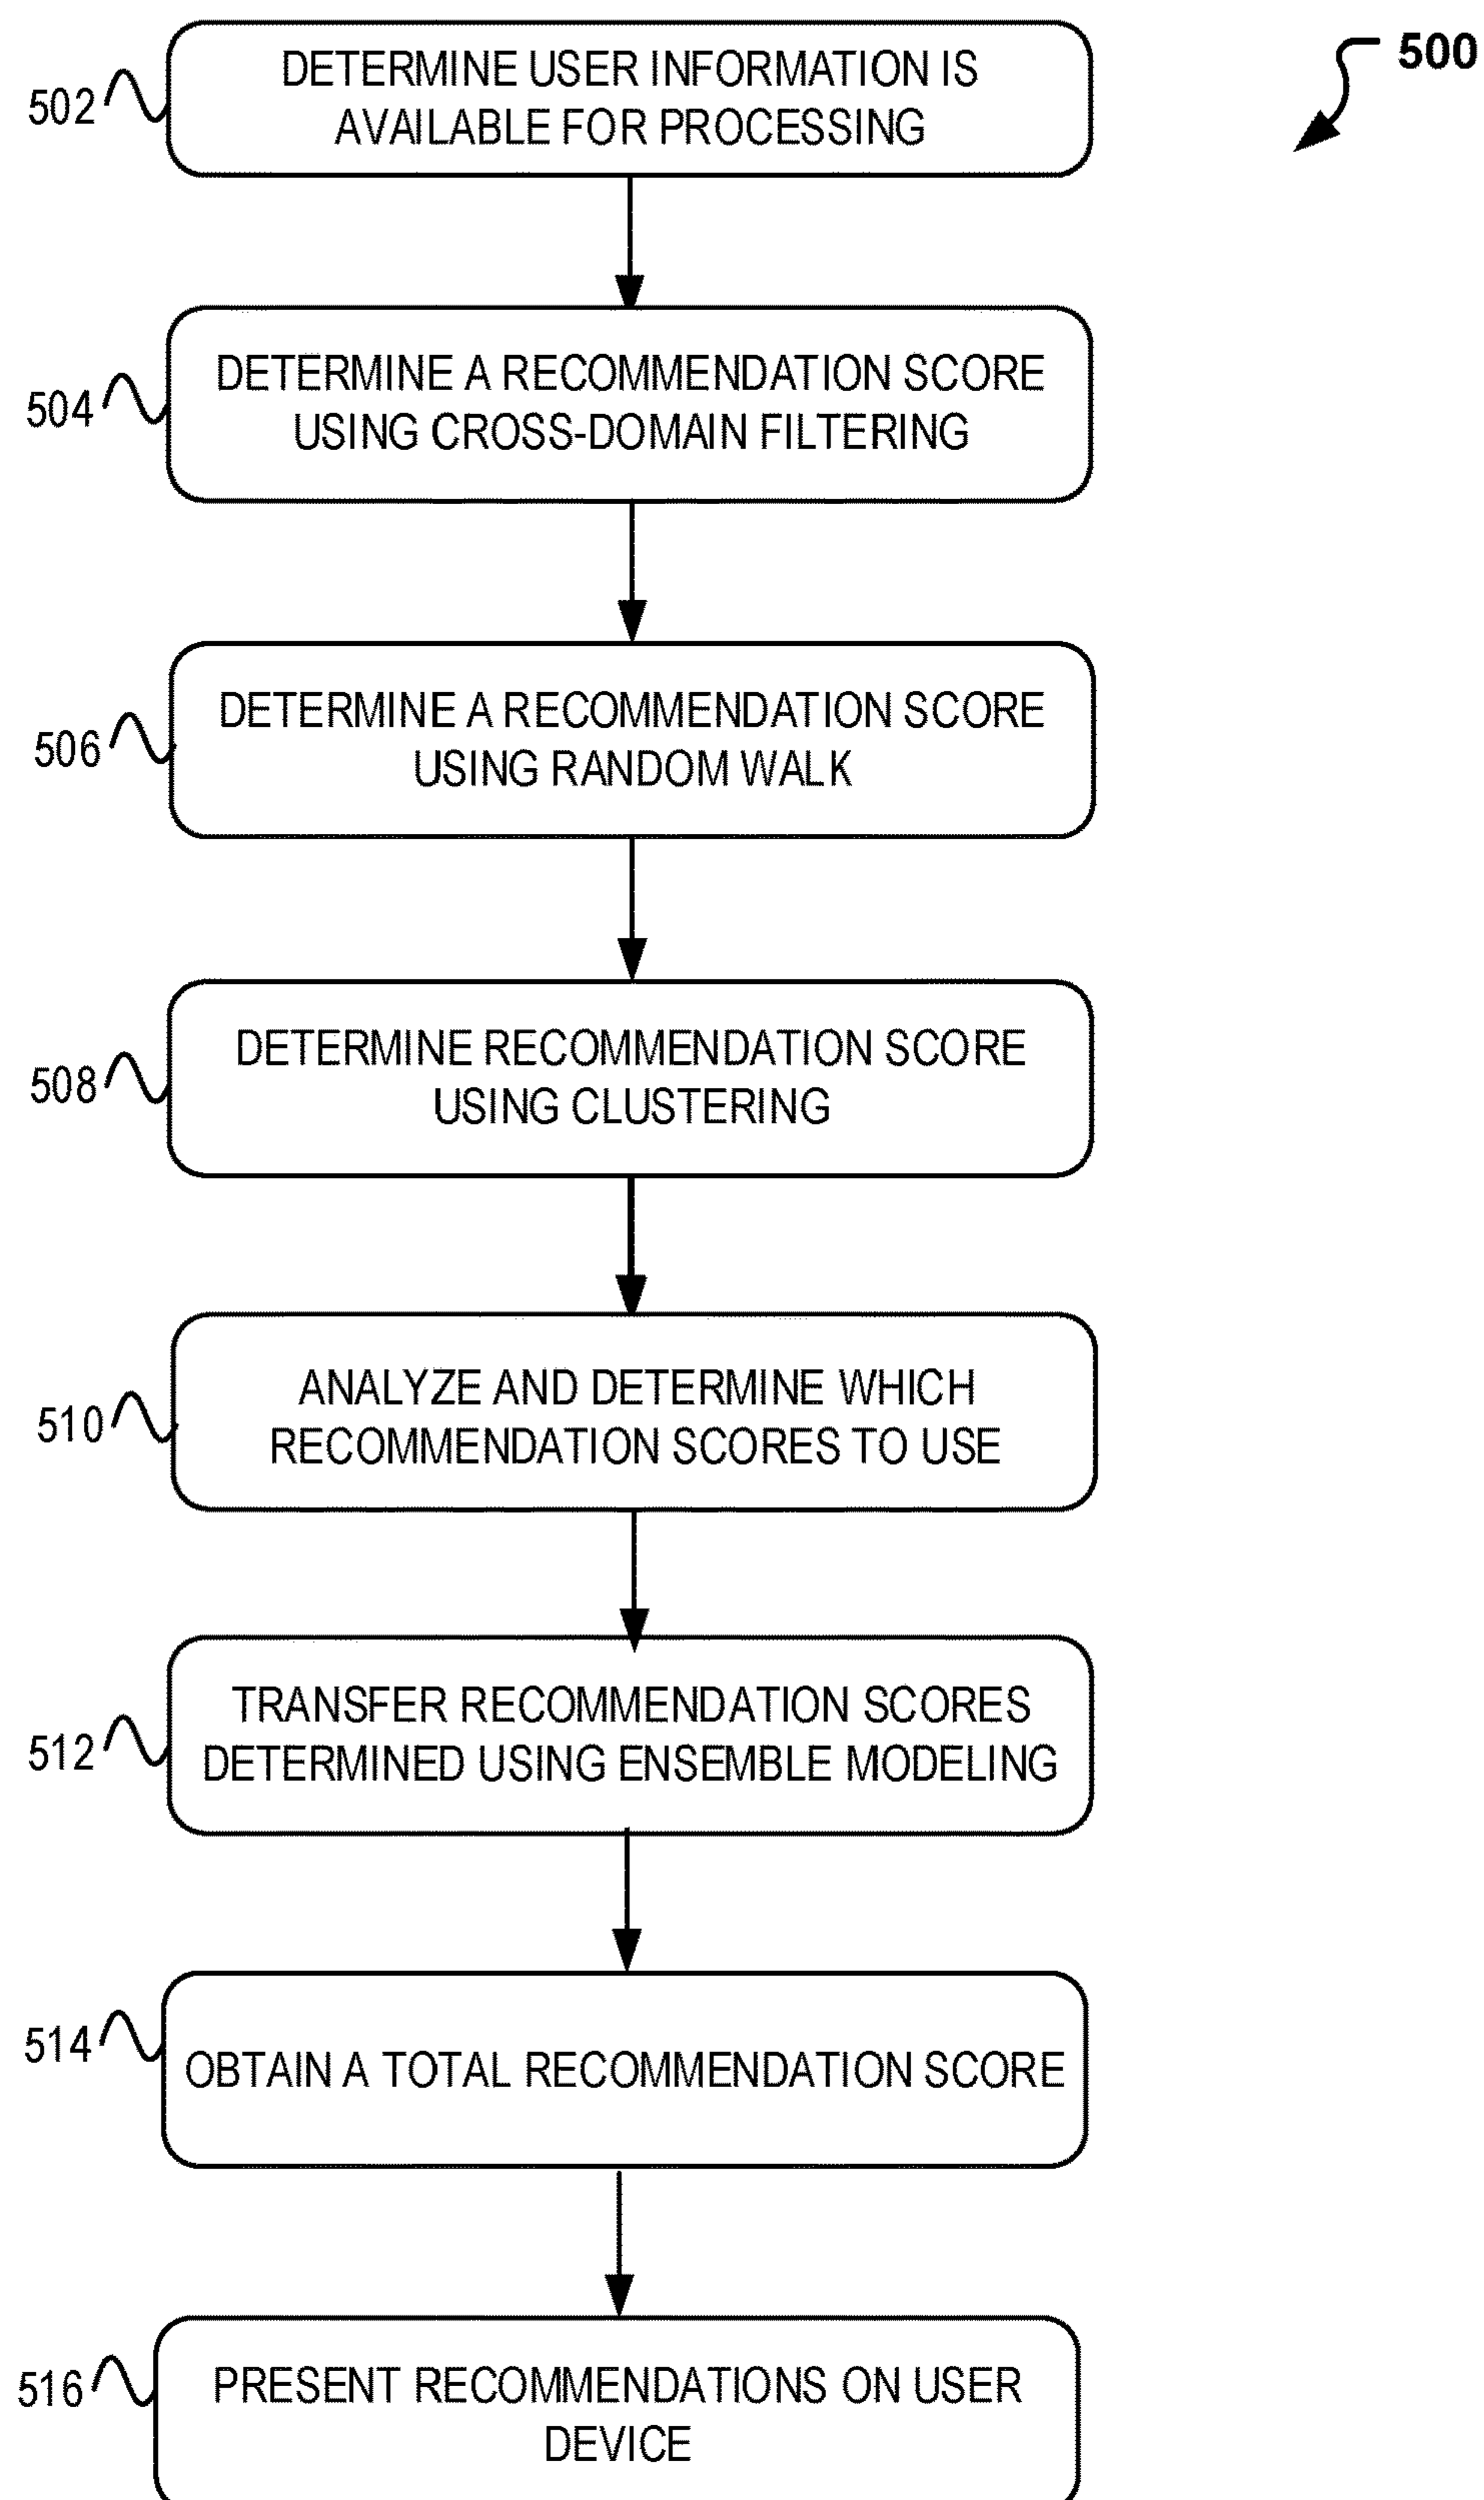 500
502
DETERMINE USER INFORMATION IS
AVAILABLE FOR PROCESSING
504
DETERMINE A RECOMMENDATION SCORE
USING CROSS-DOMAIN FILTERING
506
DETERMINE A RECOMMENDATION SCORE
USING RANDOM WALK
508
DETERMINE RECOMMENDATION SCORE
USING CLUSTERING
510
ANALYZE AND DETERMINE WHICH
RECOMMENDATION SCORES TO USE
512
TRANSFER RECOMMENDATION SCORES
DETERMINED USING ENSEMBLE MODELING
514
OBTAIN A TOTAL RECOMMENDATION SCORE
516
PRESENT RECOMMENDATIONS ON USER
DEVICE